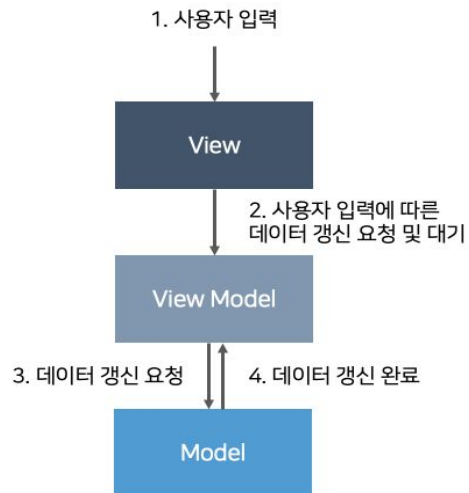 1. 사용자 입력
View
2. 사용자 입력에 따른
데이터 갱신 요청 및 대기
View Model
3. 데이터 갱신 요청
4. 데이터 갱신 완료
Model